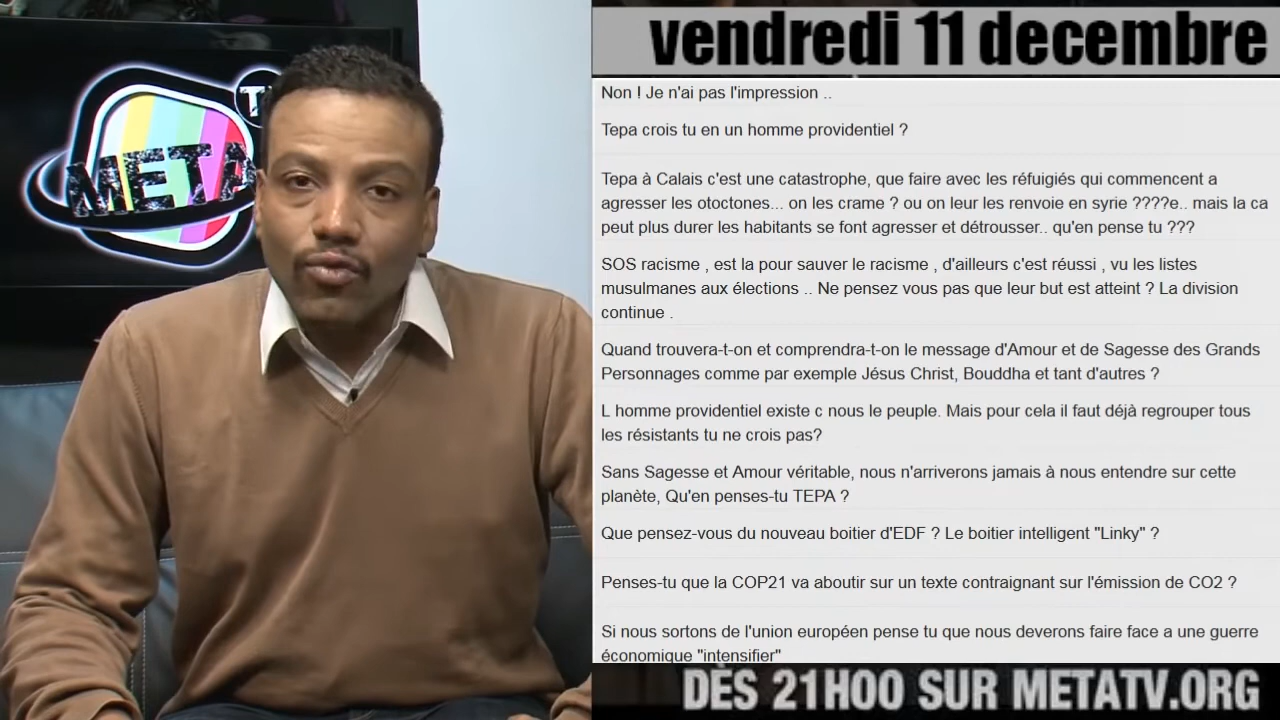 TV
META
vendredi 11 decembre
Non ! Je n'ai pas l'impression ..
Tepa crois tu en un homme providentiel ?
Tepa à Calais c'est une catastrophe, que faire avec les réfuigiés qui commencent a
agresser les otoctones... on les crame ? ou on leur les renvoie en syrie ????e.. mais la ca
peut plus durer les habitants se font agresser et détrousser.. qu'en pense tu ???
SOS racisme , est la pour sauver le racisme , d'ailleurs c'est réussi , vu les listes
musulmanes aux élections .. Ne pensez vous pas que leur but est atteint ? La division
continue .
Quand trouvera-t-on et comprendra-t-on le message d'Amour et de Sagesse des Grands
Personnages comme par exemple Jésus Christ, Bouddha et tant d'autres ?
L homme providentiel existe c nous le peuple. Mais pour cela il faut déjà regrouper tous
les résistants tu ne crois pas?
Sans Sagesse et Amour véritable, nous n'arriverons jamais à nous entendre sur cette
planète, Qu'en penses-tu TEPA ?
Que pensez-vous du nouveau boitier d'EDF ? Le boitier intelligent "Linky" ?
Penses-tu que la COP21 va aboutir sur un texte contraignant sur l'émission de CO2 ?
Si nous sortons de l'union européen pense tu que nous deverons faire face a une guerre
économique "intensifier"
DÈS 21H00 SUR METATV.ORG